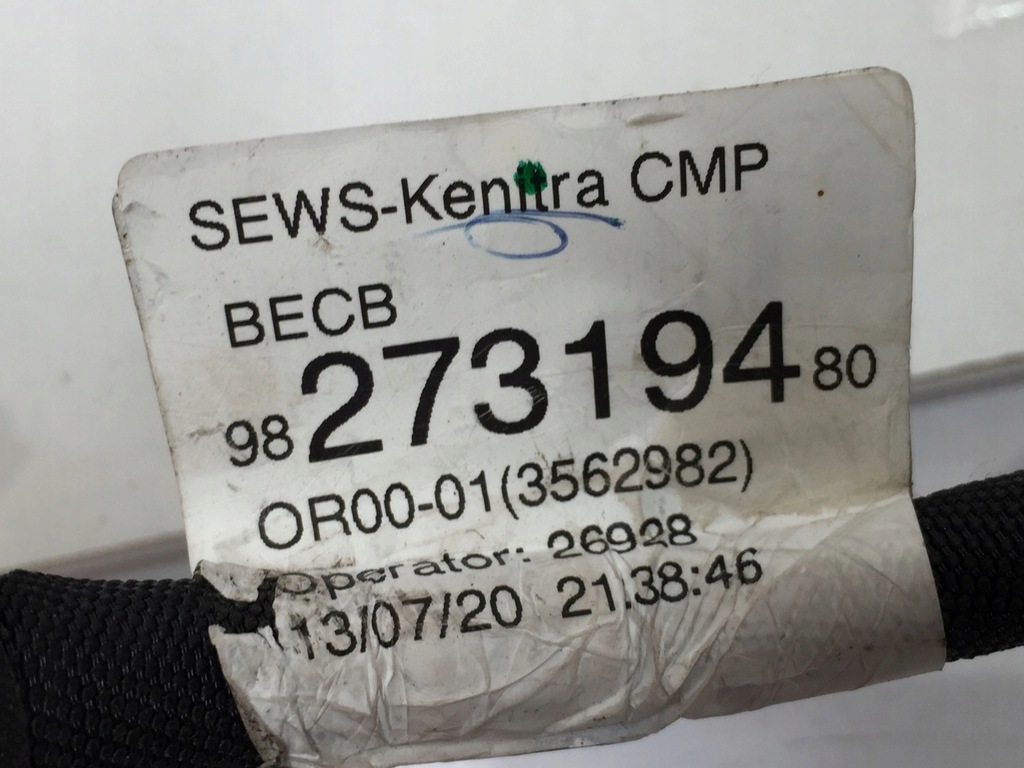 SEWS-Kenitra CMP
BECB
98 273194 80
OR00-01(3562982)
Operator: 26928
13/07/20 21:38:46